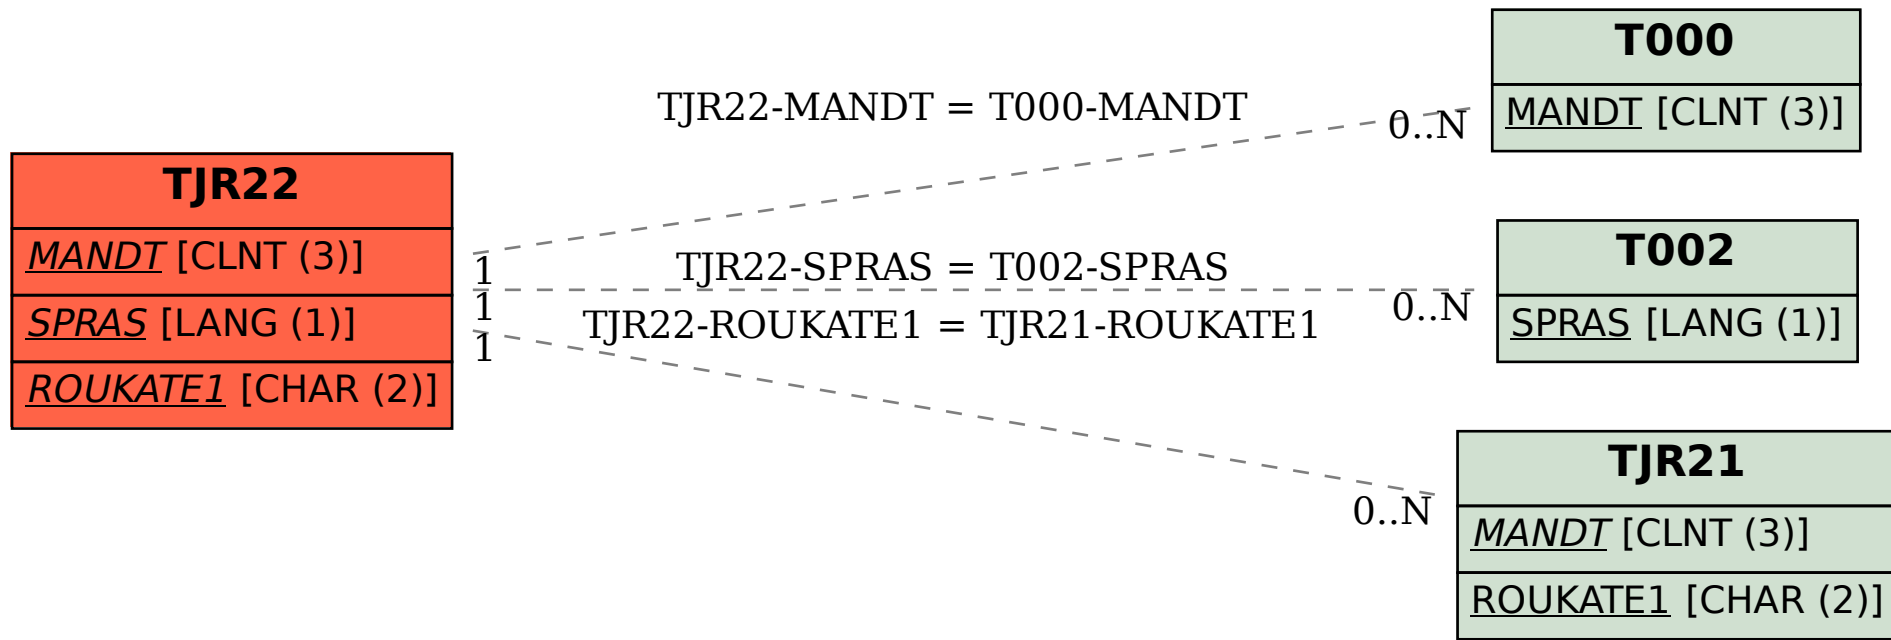 T000
MANDT [CLNT (3)]
TJR22-MANDT = T000-MANDT
0..N
TJR22
MANDT [CLNT (3)]
SPRAS [LANG (1)]
ROUKATE1 [CHAR (2)]
1
1
1
TJR22-SPRAS = T002-SPRAS
0..N
TJR22-ROUKATE1 = TJR21-ROUKATE1
T002
SPRAS [LANG (1)]
0..N
TJR21
MANDT [CLNT (3)]
ROUKATE1 [CHAR (2)]